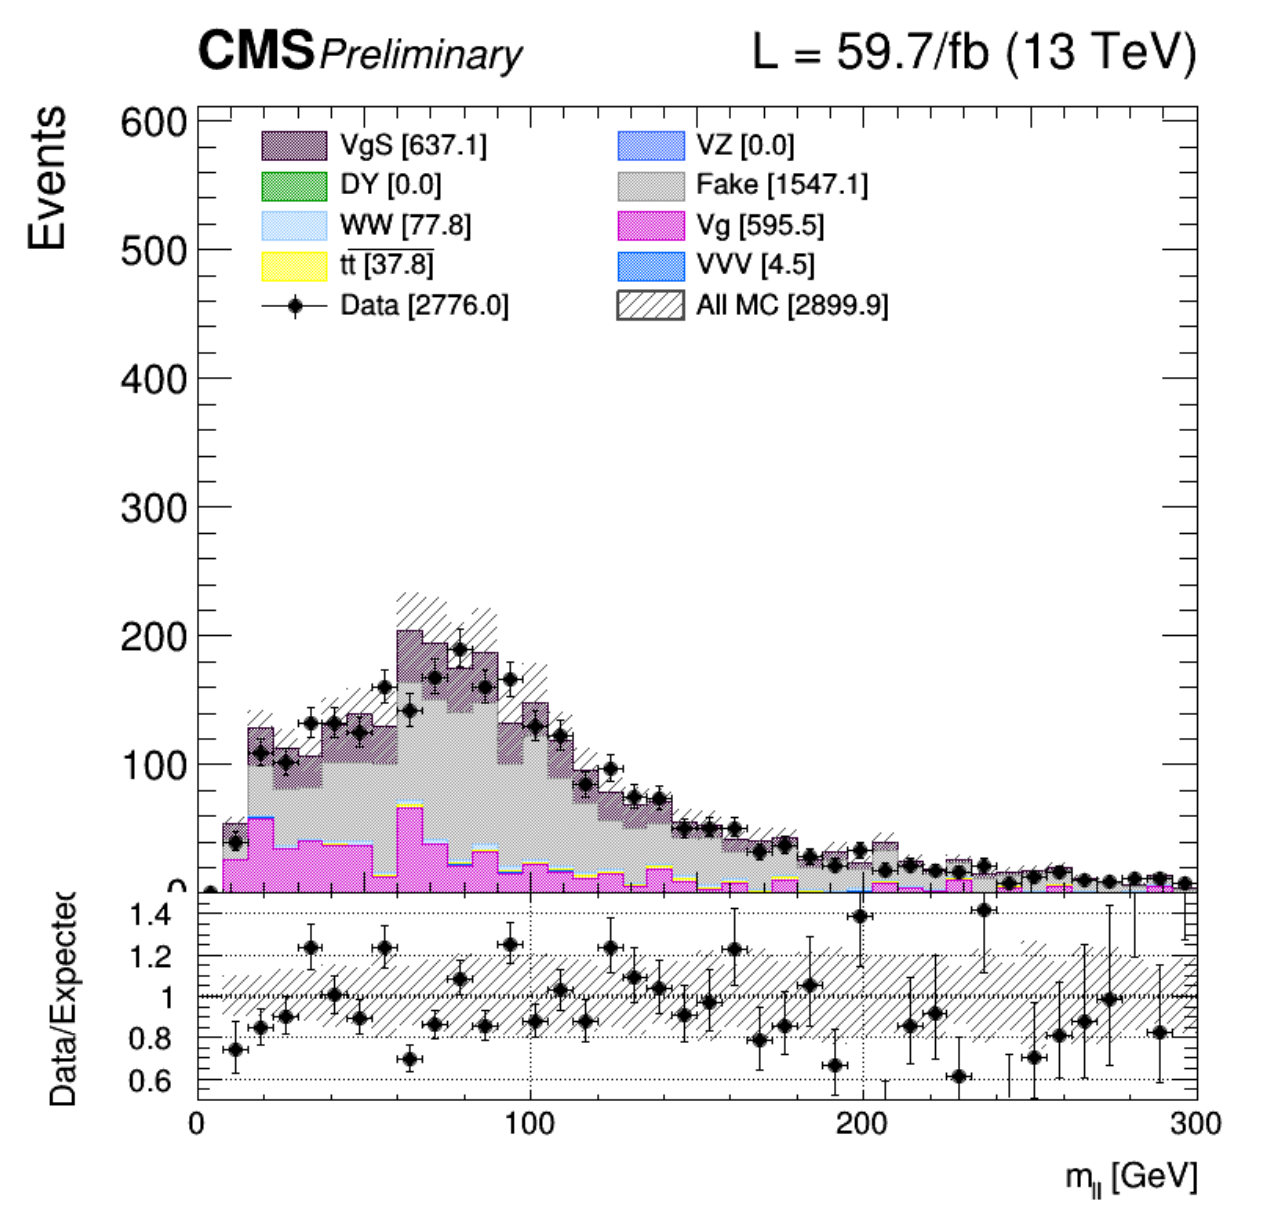 CMS Preliminary L = 59.7/fb (13 TeV)
Events
600
500
400
300
200
100
0
VgS [637.1]
DY [0.0]
WW [77.8]
tt [37.8]
Data [2776.0]
VZ [0.0]
Fake [1547.1]
Vg [595.5]
VVV [4.5]
All MC [2899.9]
Data/Expected
1.4
1.2
1
0.8
0.6
0 100 200 300
m_ll [GeV]